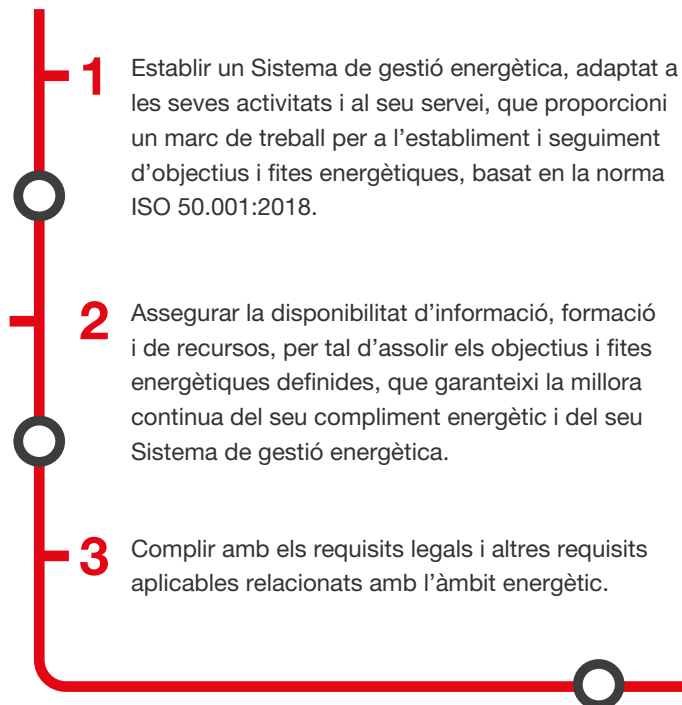 1 Establir un Sistema de gestió energètica, adaptat a
les seves activitats i al seu servei, que proporcioni
un marc de treball per a l’establiment i seguiment
d’objectius i fites energètiques, basat en la norma
ISO 50.001:2018.
2 Assegurar la disponibilitat d’informació, formació
i de recursos, per tal d’assolir els objectius i fites
energètiques definides, que garanteixi la millora
continua del seu compliment energètic i del seu
Sistema de gestió energètica.
3 Complir amb els requisits legals i altres requisits
aplicables relacionats amb l’àmbit energètic.